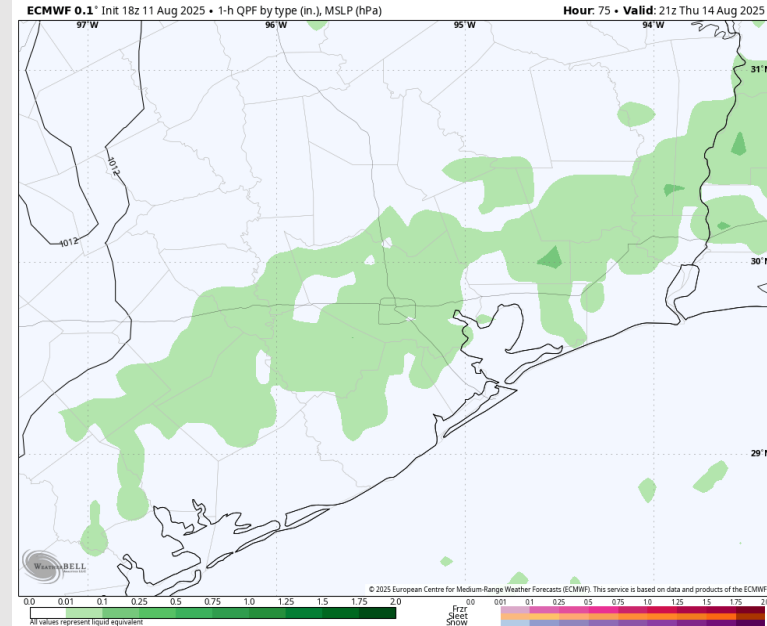 ECMWF 0.1° Init 18z 11 Aug 2025 • 1-h QPF by type (in.), MSLP (hPa)
Hour: 75 • Valid: 21z Thu 14 Aug 2025
97°W 96°W 95°W 94°W
31°N
1012
1012
30°N
29°N
WEATHERBELL
© 2025 European Centre for Medium-Range Weather Forecasts (ECMWF). This service is based on data and products of the ECMWF
0.0 0.01 0.1 0.25 0.5 0.75 1.0 1.25 1.5 1.75 2.0
0.0 0.01 0.1 0.25 0.5 0.75 1.0 1.25 1.5 1.75 2.0
Frzr
Sleet
Snow
All values represent liquid equivalent